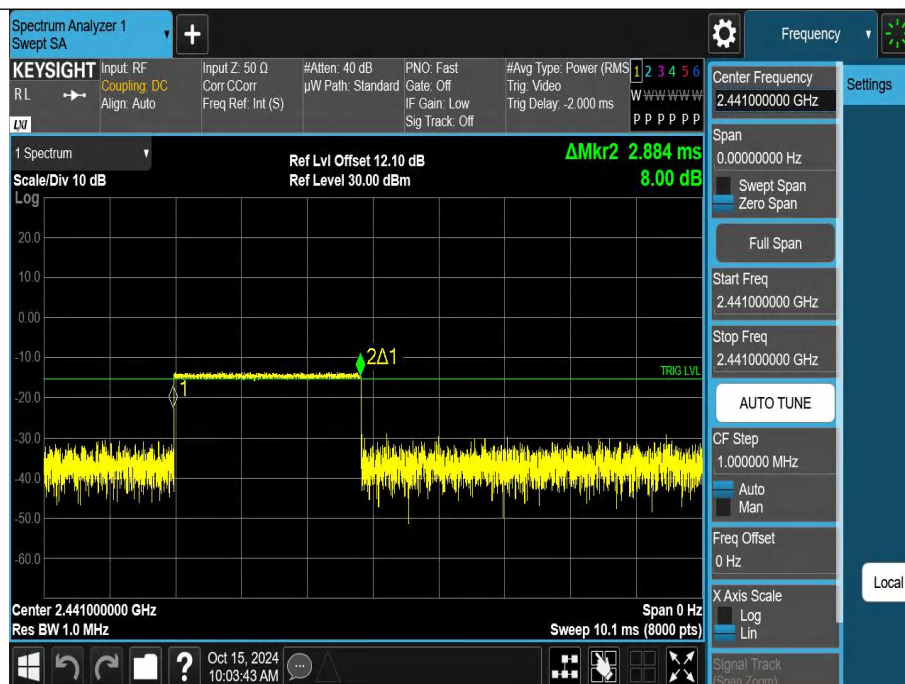 Spectrum Analyzer 1
Swept SA
Frequency
KEYSIGHT
RL
LXI
Input: RF
Coupling: DC
Align: Auto
Input Z: 50 Ω
Corr CCorr
Freq Ref: Int (S)
#Atten: 40 dB
µW Path: Standard
PNO: Fast
Gate: Off
IF Gain: Low
Sig Track: Off
#Avg Type: Power (RMS
Trig: Video
Trig Delay: -2.000 ms
1 2 3 4 5 6
W W W W W W
P P P P P P
1 Spectrum
Scale/Div 10 dB
Log
Ref Lvl Offset 12.10 dB
Ref Level 30.00 dBm
ΔMkr2 2.884 ms
8.00 dB
20.0
10.0
0.00
-10.0
-20.0
-30.0
-40.0
-50.0
-60.0
2Δ1
1
TRIG LVL
Center 2.441000000 GHz
Res BW 1.0 MHz
Span 0 Hz
Sweep 10.1 ms (8000 pts)
Oct 15, 2024
10:03:43 AM
Center Frequency
2.441000000 GHz
Span
0.00000000 Hz
Swept Span
Zero Span
Full Span
Start Freq
2.441000000 GHz
Stop Freq
2.441000000 GHz
AUTO TUNE
CF Step
1.000000 MHz
Auto
Man
Freq Offset
0 Hz
X Axis Scale
Log
Lin
Signal Track
(Span Zoom)
Settings
Local